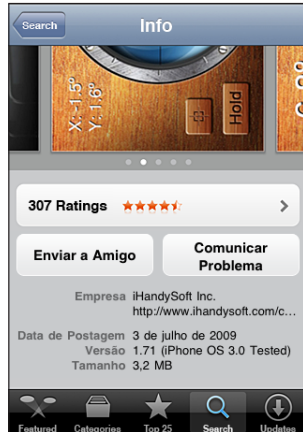 Search
Info
X:-1.5°
Y:1.6°
Hold
307 Ratings
Enviar a Amigo
Comunicar
Problema
Empresa iHandySoft Inc.
http://www.ihandysoft.com/c...
Data de Postagem 3 de julho de 2009
Versão 1.71 (iPhone OS 3.0 Tested)
Tamanho 3,2 MB
Featured Categories Top 25 Search Updates